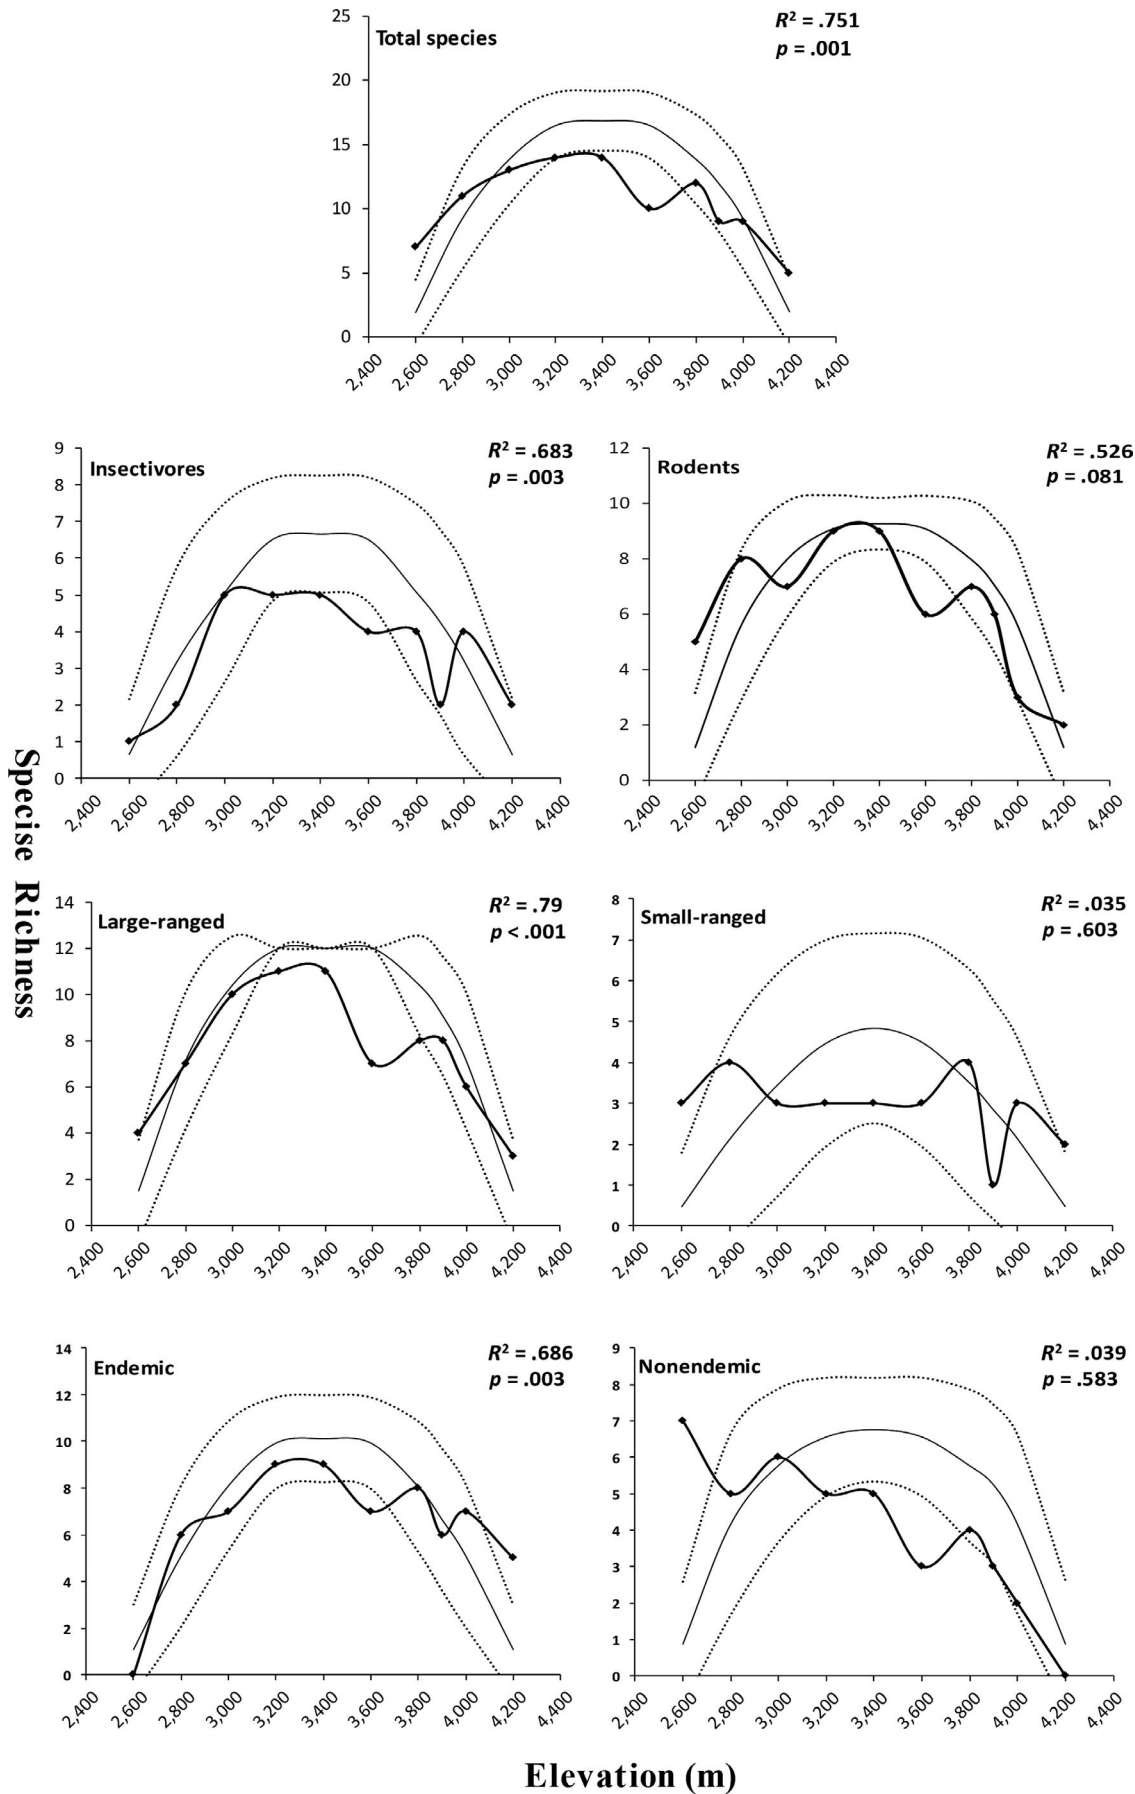 Total species
R² = .751
p = .001
25
20
15
10
5
0
2,400 2,600 2,800 3,000 3,200 3,400 3,600 3,800 4,000 4,200 4,400
Insectivores
R² = .683
p = .003
9
8
7
6
5
4
3
2
1
0
2,400 2,600 2,800 3,000 3,200 3,400 3,600 3,800 4,000 4,200 4,400
Rodents
R² = .526
p = .081
12
10
8
6
4
2
0
2,400 2,600 2,800 3,000 3,200 3,400 3,600 3,800 4,000 4,200 4,400
Specise Richness
Large-ranged
R² = .79
p < .001
14
12
10
8
6
4
2
0
2,400 2,600 2,800 3,000 3,200 3,400 3,600 3,800 4,000 4,200 4,400
Small-ranged
R² = .035
p = .603
8
7
6
5
4
3
2
1
0
2,400 2,600 2,800 3,000 3,200 3,400 3,600 3,800 4,000 4,200 4,400
Endemic
R² = .686
p = .003
14
12
10
8
6
4
2
0
2,400 2,600 2,800 3,000 3,200 3,400 3,600 3,800 4,000 4,200 4,400
Nonendemic
R² = .039
p = .583
9
8
7
6
5
4
3
2
1
0
2,400 2,600 2,800 3,000 3,200 3,400 3,600 3,800 4,000 4,200 4,400
Elevation (m)